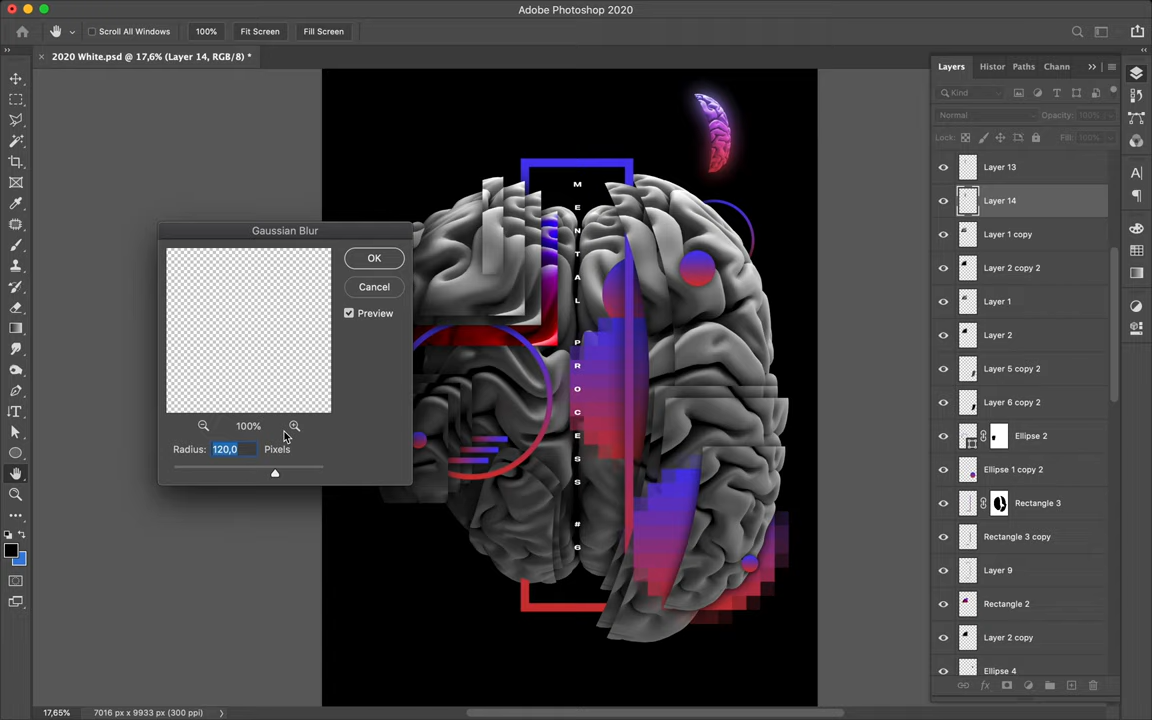 Adobe Photoshop 2020
Scroll All Windows
100%
Fit Screen
Fill Screen
2020 White.psd @ 17,6% (Layer 14, RGB/8) *
Layers
Histor
Paths
Chann
Kind
Normal
Opacity: 100%
Lock:
Fill: 100%
Layer 13
Layer 14
Layer 1 copy
Layer 2 copy 2
Layer 1
Layer 2
Layer 5 copy 2
Layer 6 copy 2
Ellipse 2
Ellipse 1 copy 2
Rectangle 3
Rectangle 3 copy
Layer 9
Rectangle 2
Layer 2 copy
Ellipse 4
Gaussian Blur
OK
Cancel
Preview
100%
Radius: 120,0 Pixels
MENTAL PROCESS #6
17,65%
7016 px x 9933 px (300 ppi)